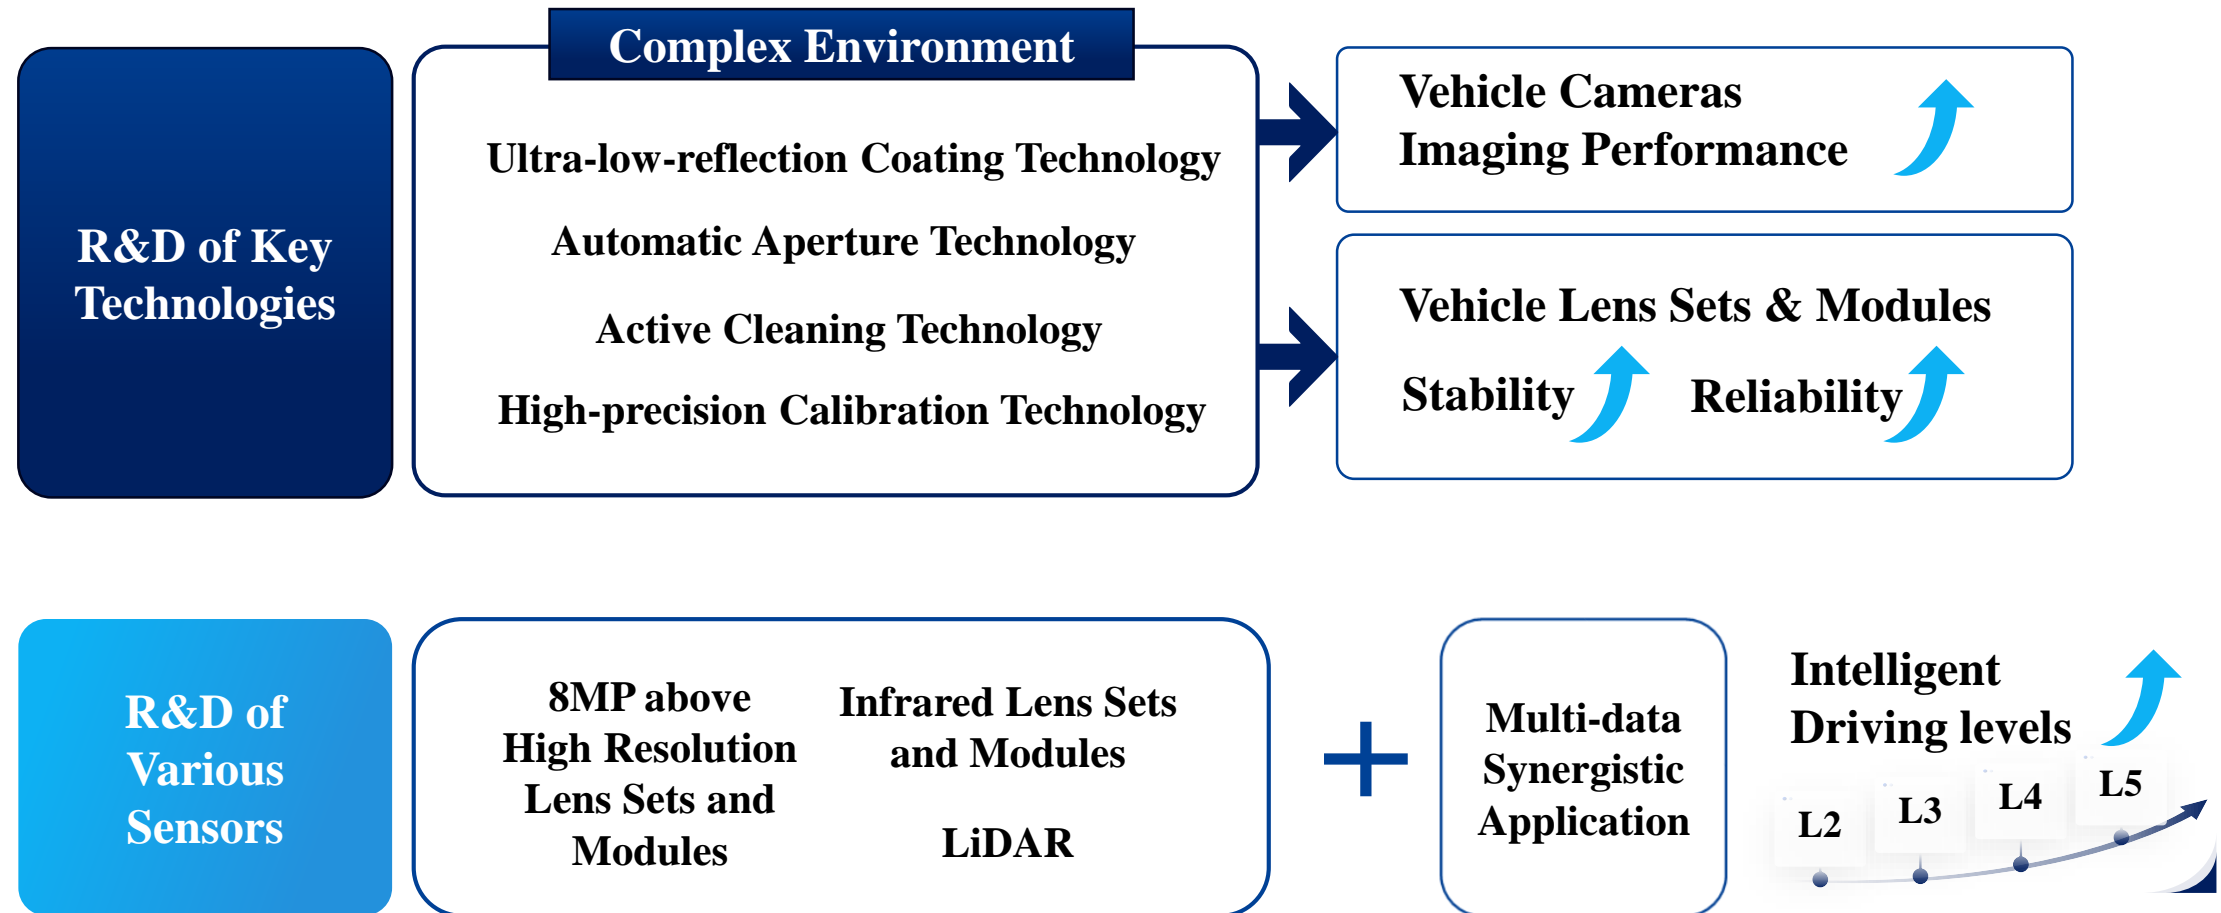 R&D of Key
Technologies
Complex Environment
Ultra-low-reflection Coating Technology
Automatic Aperture Technology
Active Cleaning Technology
High-precision Calibration Technology
Vehicle Cameras
Imaging Performance
Vehicle Lens Sets & Modules
Stability
Reliability
R&D of
Various
Sensors
8MP above
High Resolution
Lens Sets and
Modules
Infrared Lens Sets
and Modules
LiDAR
+
Multi-data
Synergistic
Application
Intelligent
Driving levels
L2
L3
L4
L5